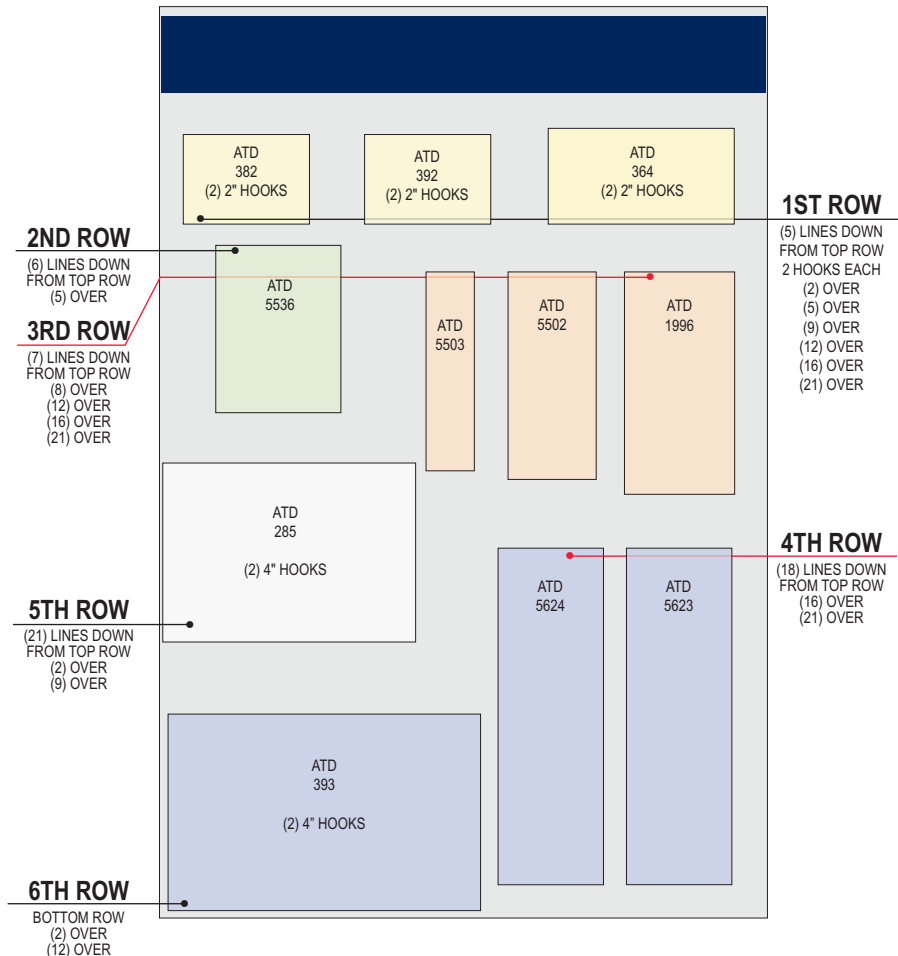 ATD
382
(2) 2" HOOKS
ATD
392
(2) 2" HOOKS
ATD
364
(2) 2" HOOKS
1ST ROW
(5) LINES DOWN
FROM TOP ROW
2 HOOKS EACH
(2) OVER
(5) OVER
(9) OVER
(12) OVER
(16) OVER
(21) OVER
2ND ROW
(6) LINES DOWN
FROM TOP ROW
(5) OVER
3RD ROW
(7) LINES DOWN
FROM TOP ROW
(8) OVER
(12) OVER
(16) OVER
(21) OVER
ATD
5536
ATD
5503
ATD
5502
ATD
1996
ATD
285
(2) 4" HOOKS
4TH ROW
(18) LINES DOWN
FROM TOP ROW
(16) OVER
(21) OVER
ATD
5624
ATD
5623
5TH ROW
(21) LINES DOWN
FROM TOP ROW
(2) OVER
(9) OVER
ATD
393
(2) 4" HOOKS
6TH ROW
BOTTOM ROW
(2) OVER
(12) OVER